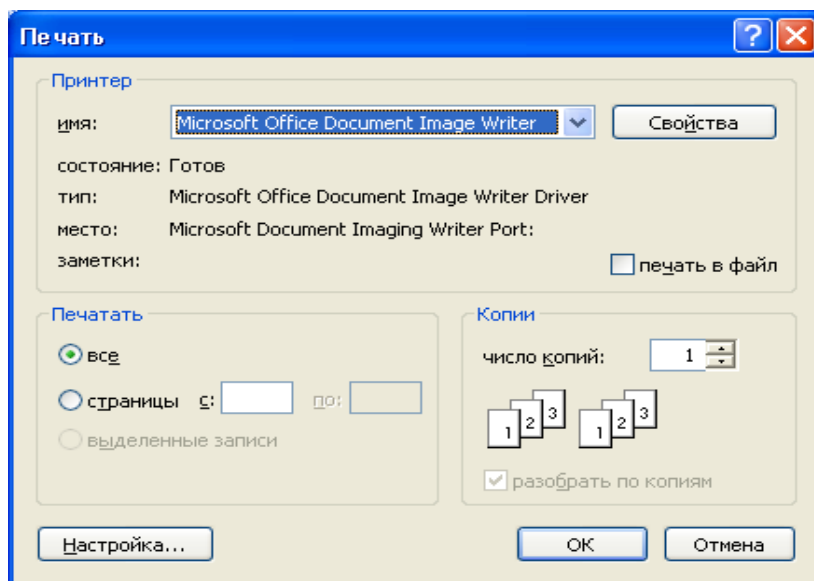 Печать
Принтер
имя: Microsoft Office Document Image Writer Свойства
состояние: Готов
тип: Microsoft Office Document Image Writer Driver
место: Microsoft Document Imaging Writer Port:
заметки: печать в файл
Печатать
все
страницы с: по:
выделенные записи
Копии
число копий: 1
1 2 3 1 2 3
разобрать по копиям
Настройка... ОК Отмена